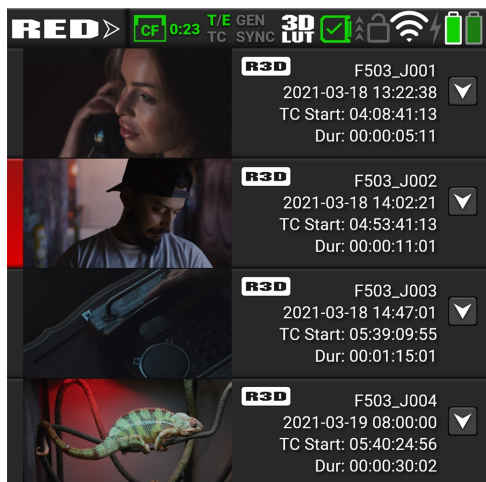 RED
CF 0:23 T/E GEN 3D
TC SYNC LUT
R3D F503_J001
2021-03-18 13:22:38
TC Start: 04:08:41:13
Dur: 00:00:05:11
R3D F503_J002
2021-03-18 14:02:21
TC Start: 04:53:41:13
Dur: 00:00:11:01
R3D F503_J003
2021-03-18 14:47:01
TC Start: 05:39:09:55
Dur: 00:01:15:01
R3D F503_J004
2021-03-19 08:00:00
TC Start: 05:40:24:56
Dur: 00:00:30:02